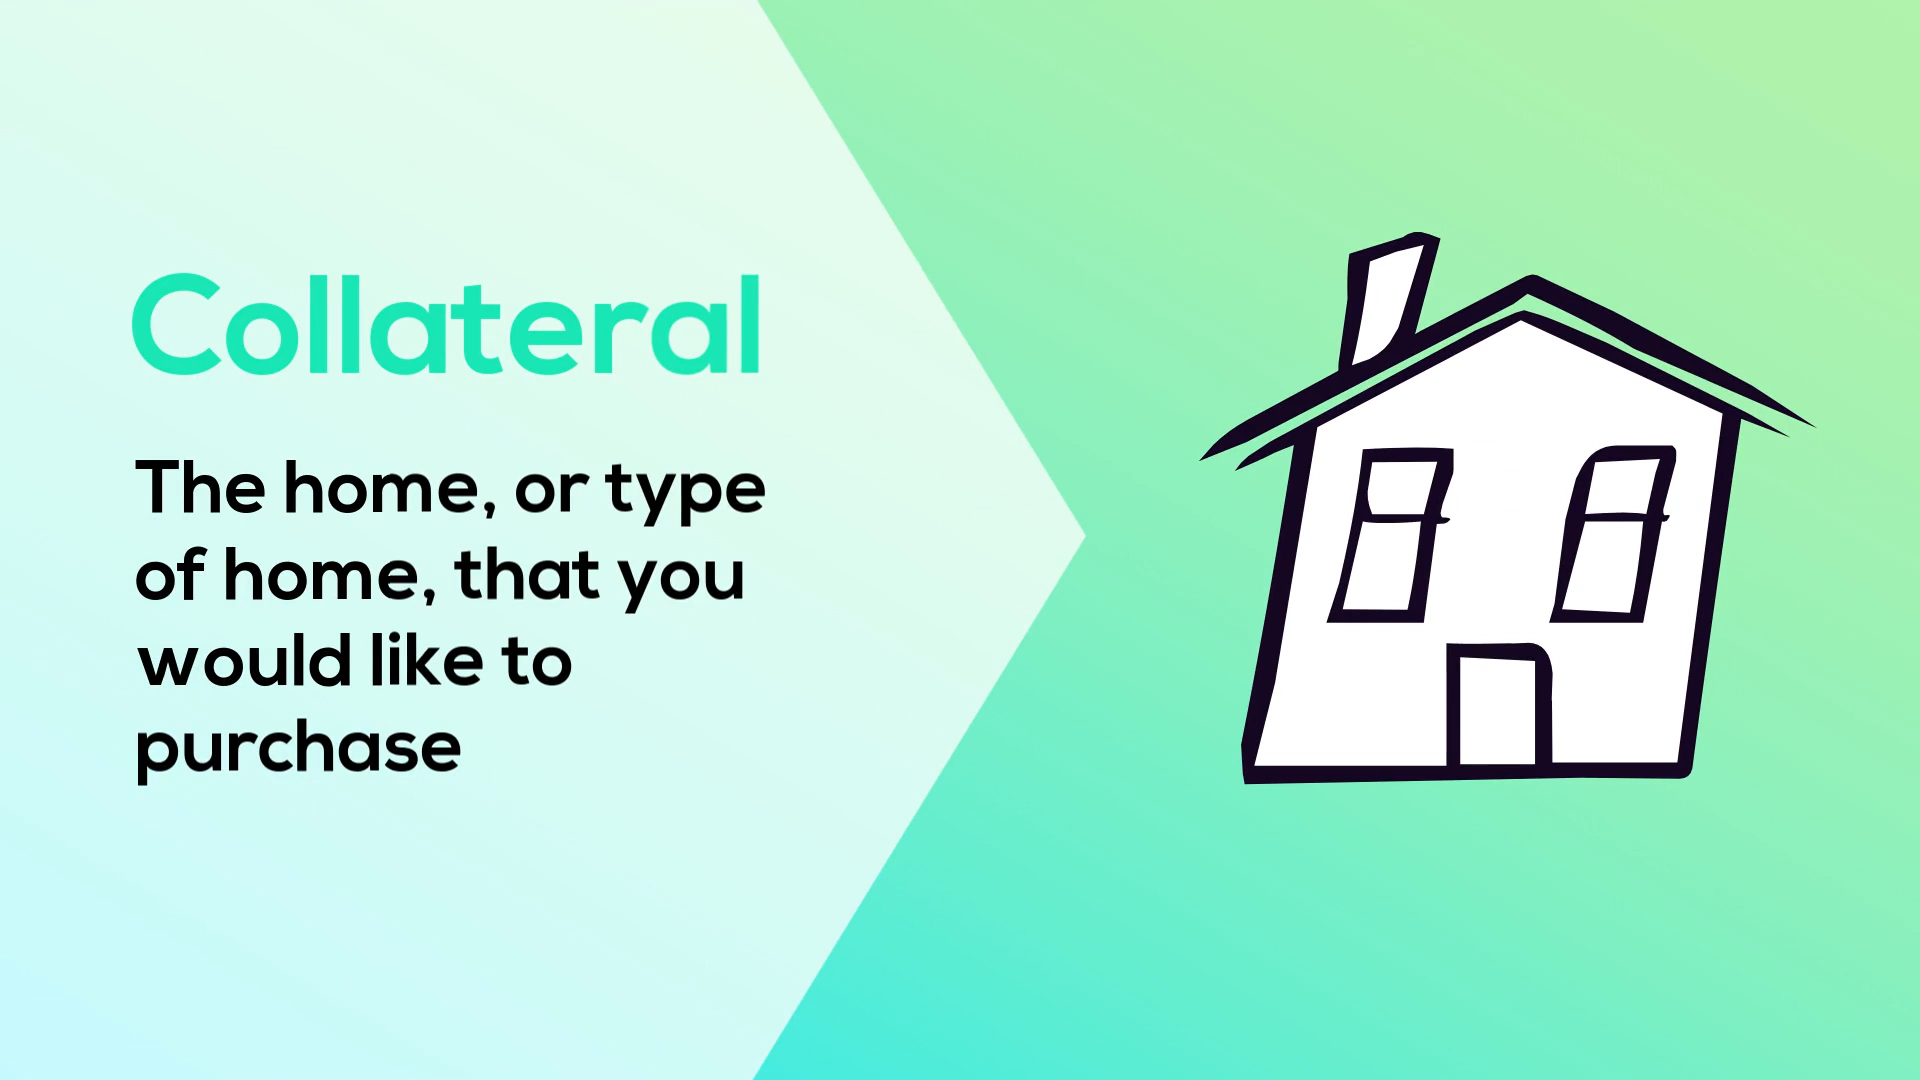 Collateral
The home, or type
of home, that you
would like to
purchase